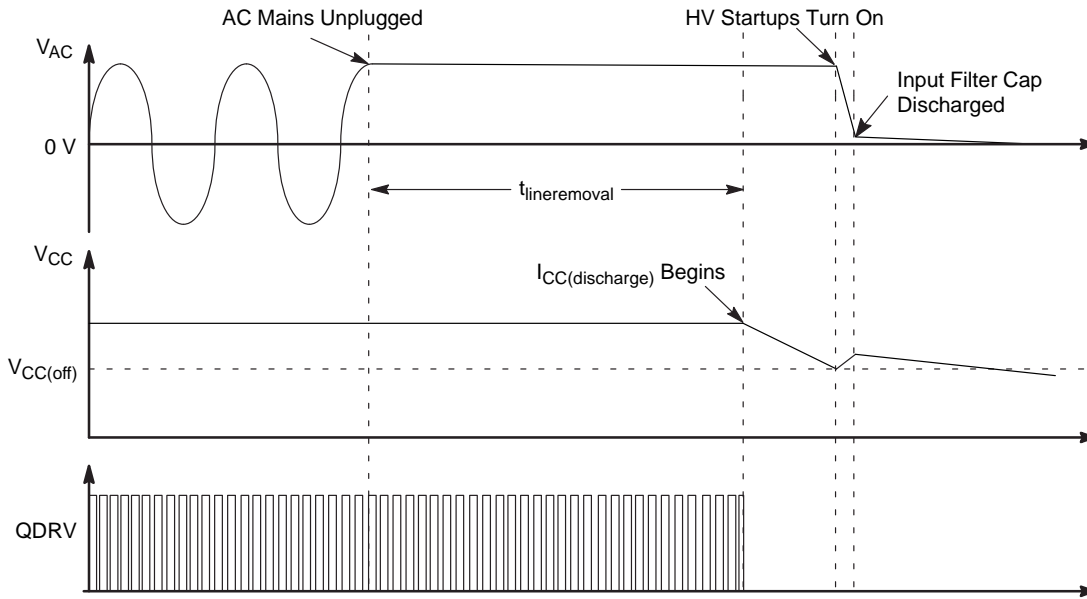 AC Mains Unplugged
HV Startups Turn On
VAC
Input Filter Cap
Discharged
0 V
tlineremoval
VCC
ICC(discharge) Begins
VCC(off)
QDRV